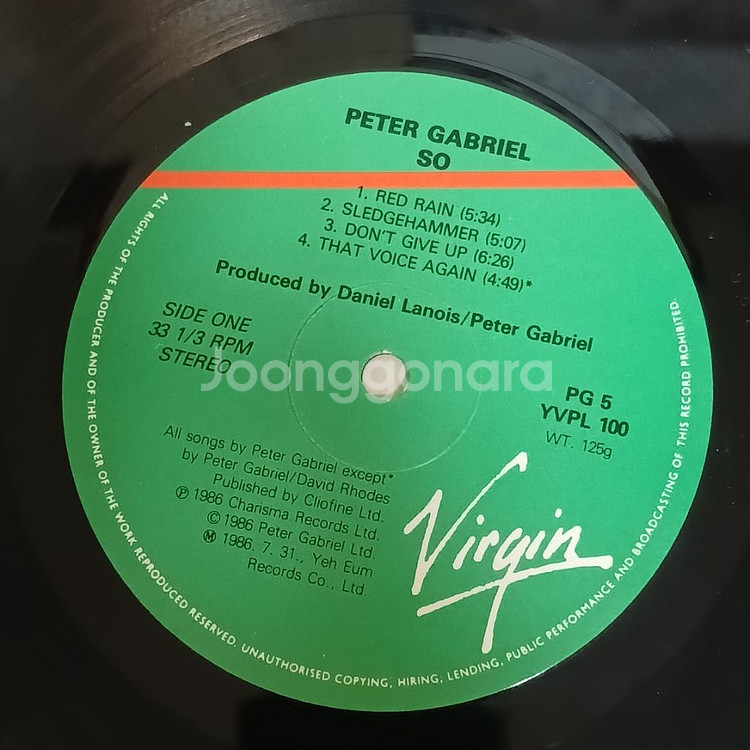 PETER GABRIEL
SO
1. RED RAIN (5:34)
2. SLEDGEHAMMER (5:07)
3. DON'T GIVE UP (6:26)
4. THAT VOICE AGAIN (4:49)*
Produced by Daniel Lanois/Peter Gabriel
SIDE ONE
33 1/3 RPM
STEREO
Joonggonara
PG 5
YVPL 100
WT. 125g
All songs by Peter Gabriel except*
by Peter Gabriel/David Rhodes
Published by Cliofine Ltd.
Ⓟ 1986 Charisma Records Ltd.
© 1986 Peter Gabriel Ltd.
Ⓜ 1986. 7. 31., Yeh Eum
Records Co., Ltd.
Virgin
ALL RIGHTS OF THE PRODUCER AND OF THE OWNER OF THE WORK REPRODUCED RESERVED. UNAUTHORISED COPYING, HIRING, LENDING, PUBLIC PERFORMANCE AND BROADCASTING OF THIS RECORD PROHIBITED.